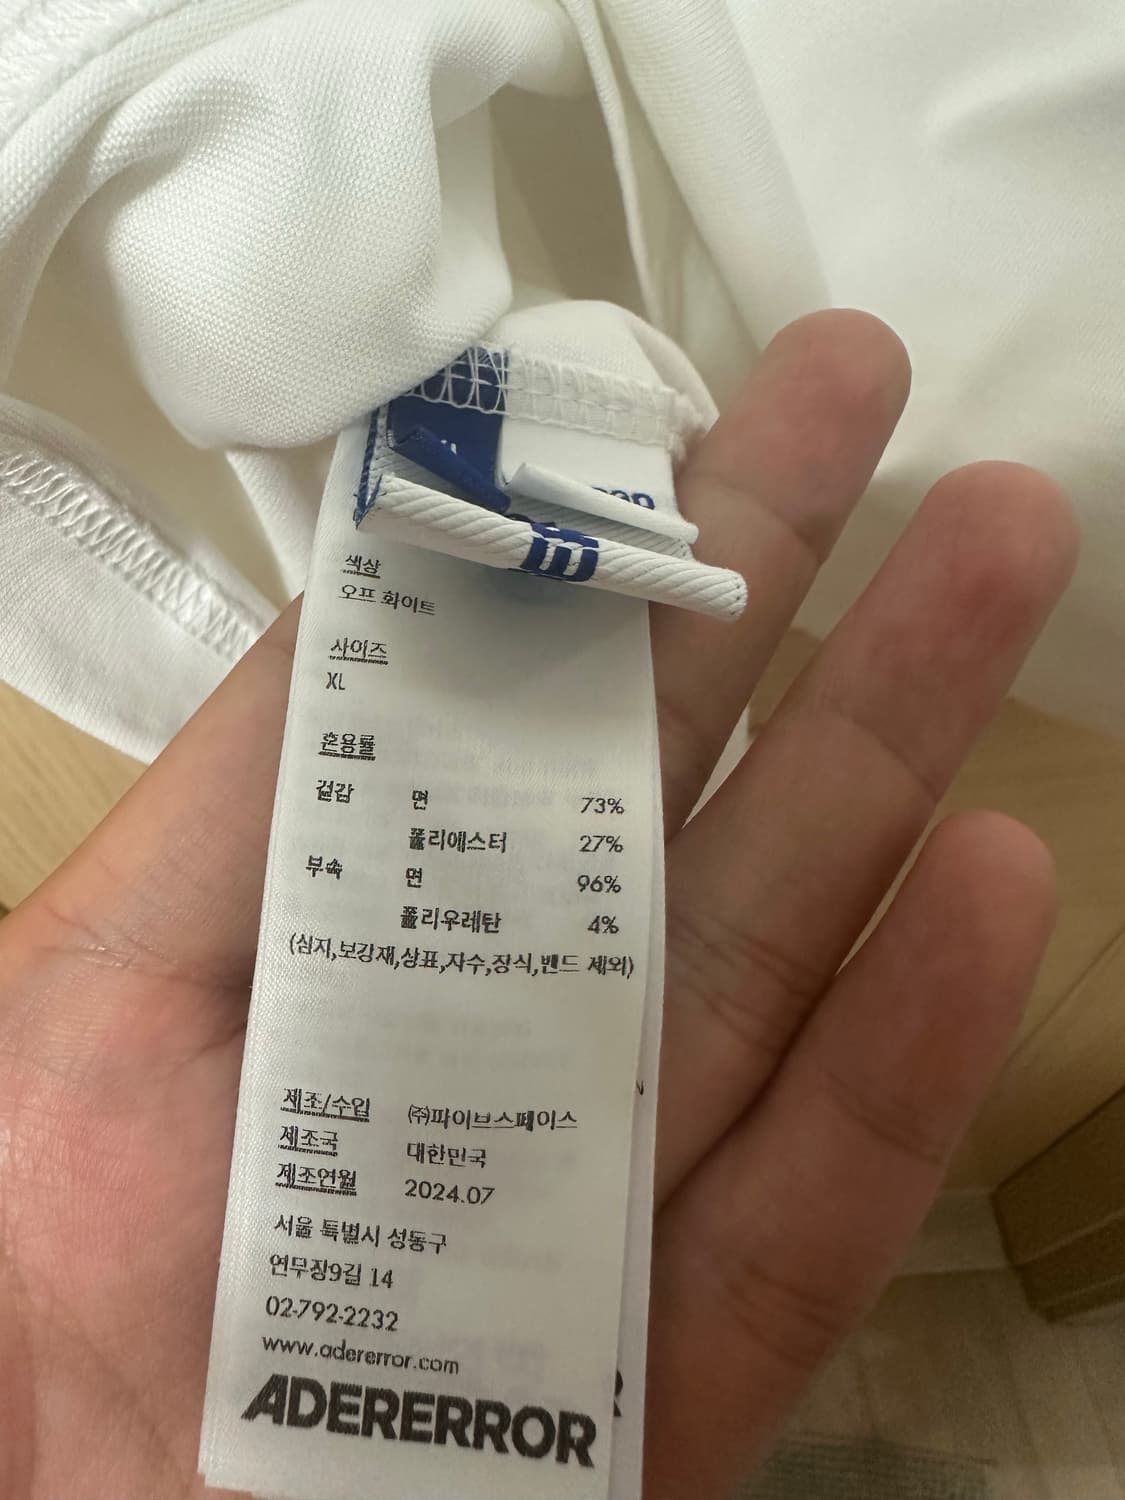 색상
오프 화이트
사이즈
XL
혼용률
겉감 면 73%
폴리에스터 27%
부속 면 96%
폴리우레탄 4%
(심지,보강재,상표,자수,장식,밴드 제외)
제조/수입 ㈜파이브스페이스
제조국 대한민국
제조연월 2024.07
서울 특별시 성동구
연무장9길 14
02-792-2232
www.adererror.com
ADERERROR